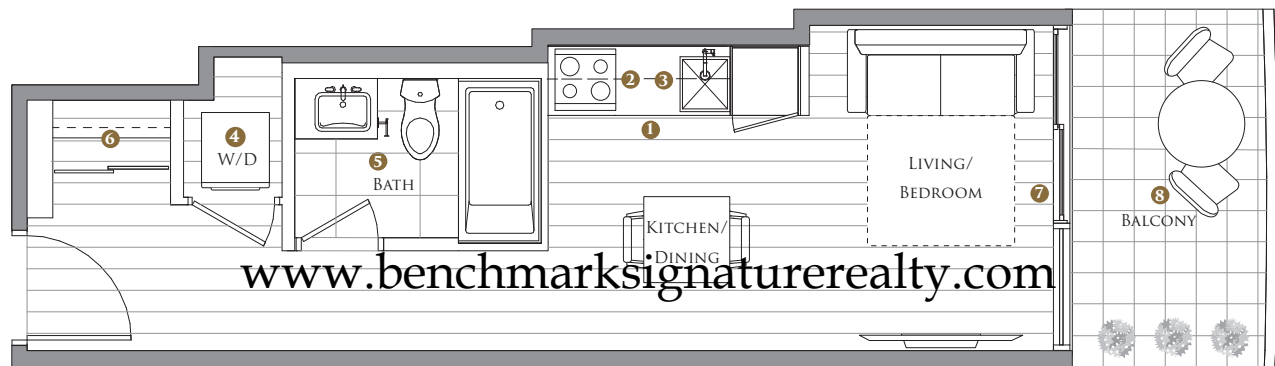 2
3
1
6
4
W/D
5
BATH
LIVING/
BEDROOM
7
8
BALCONY
KITCHEN/
DINING
www.benchmarksignaturerealty.com